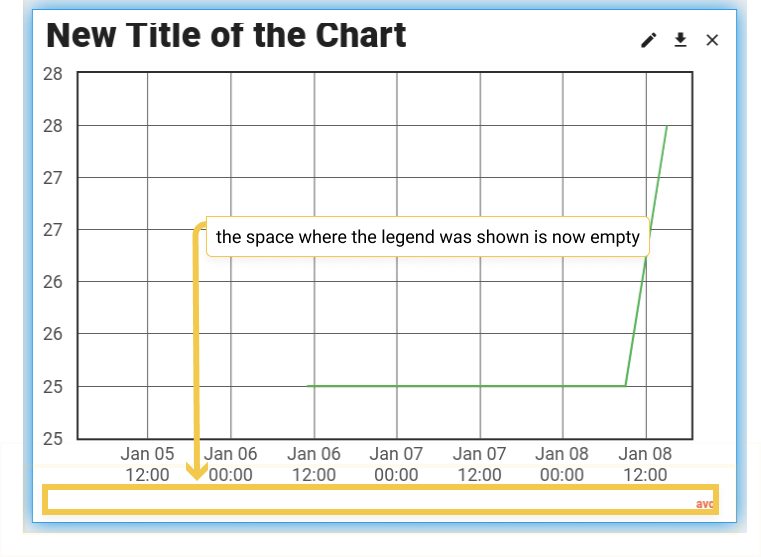 New Title of the Chart
28
28
27
27
26
26
25
25
the space where the legend was shown is now empty
Jan 05 Jan 06 Jan 06 Jan 07 Jan 07 Jan 08 Jan 08
12:00 00:00 12:00 00:00 12:00 00:00 12:00